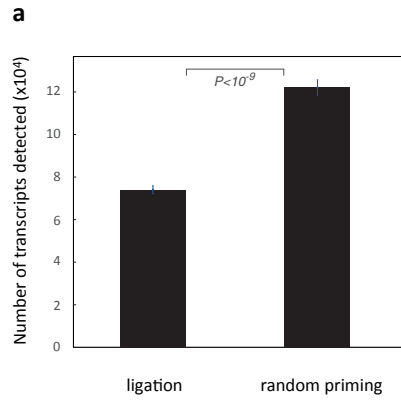 a
Number of transcripts detected (x10⁴)
P<10⁻⁹
12
10
8
6
4
2
0
ligation random priming